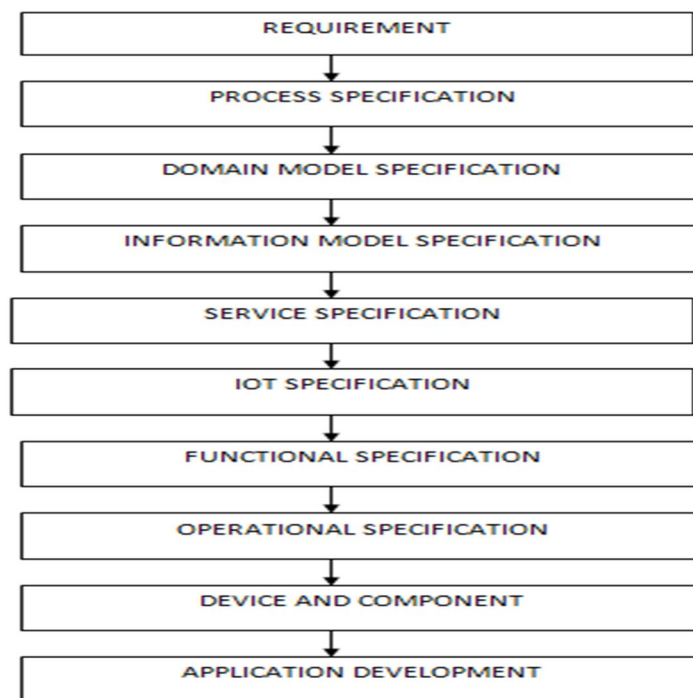 REQUIREMENT
PROCESS SPECIFICATION
DOMAIN MODEL SPECIFICATION
INFORMATION MODEL SPECIFICATION
SERVICE SPECIFICATION
IOT SPECIFICATION
FUNCTIONAL SPECIFICATION
OPERATIONAL SPECIFICATION
DEVICE AND COMPONENT
APPLICATION DEVELOPMENT